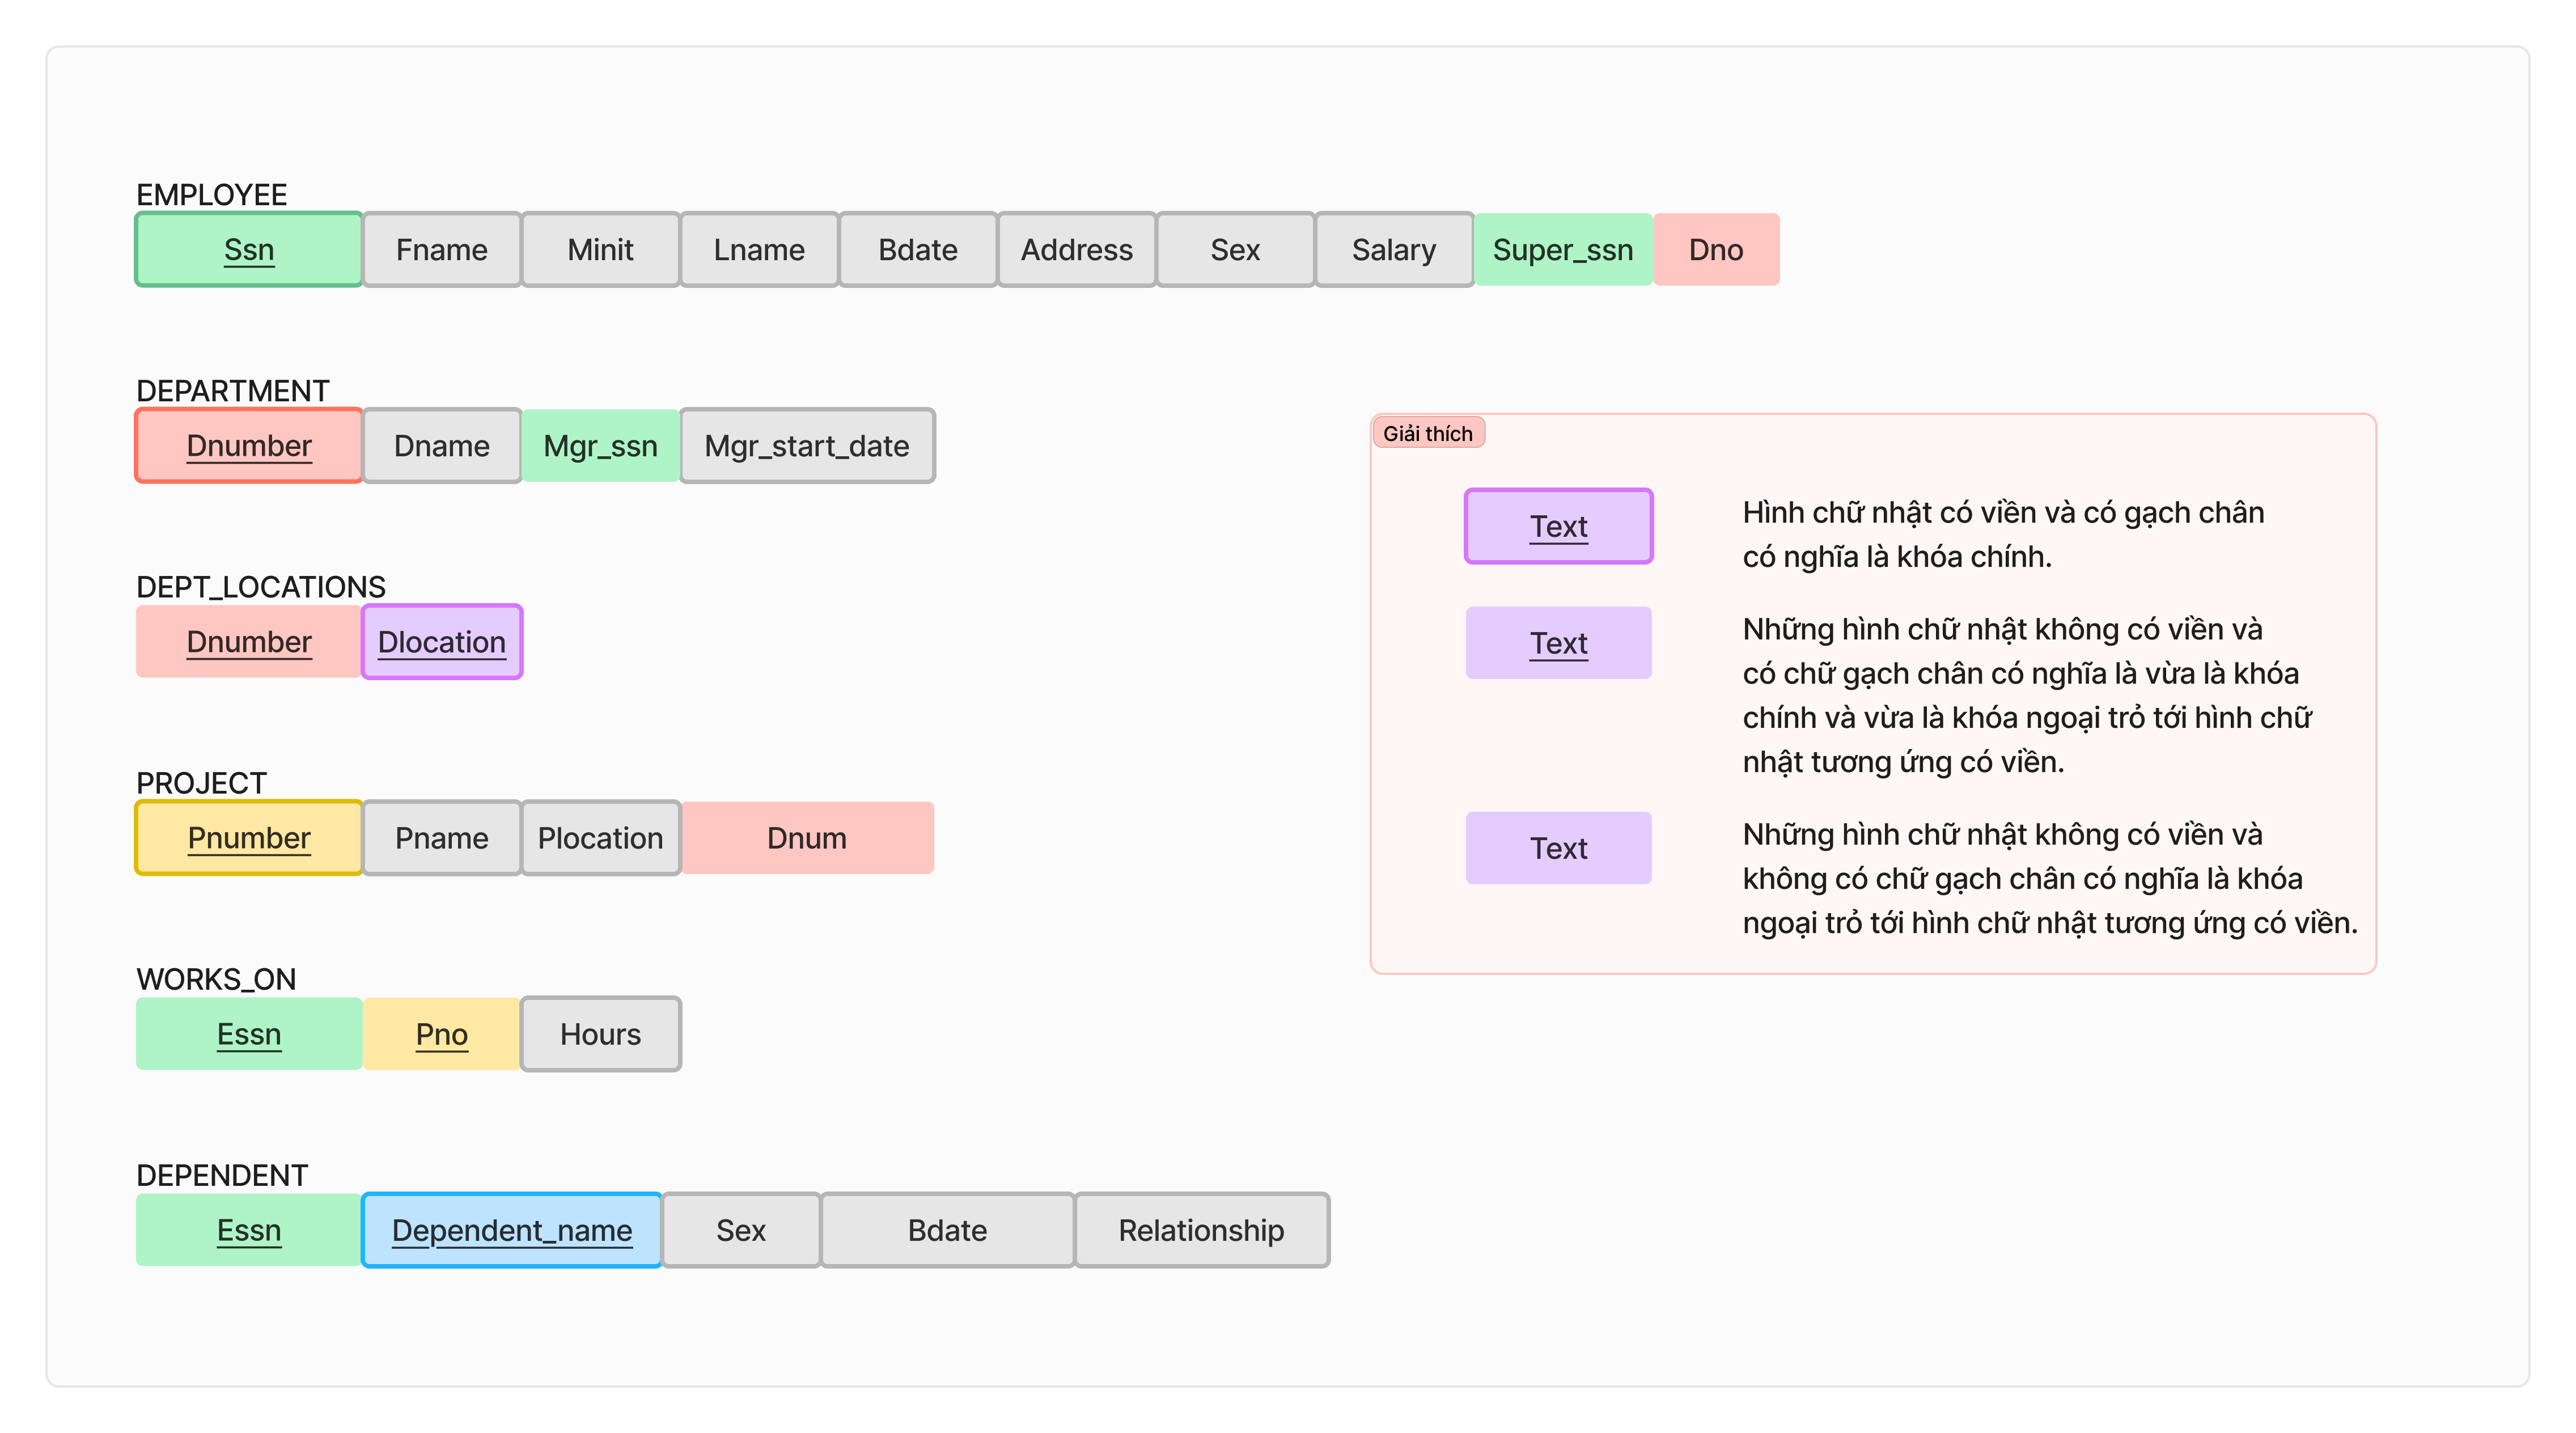 EMPLOYEE
Ssn Fname Minit Lname Bdate Address Sex Salary Super_ssn Dno
DEPARTMENT
Dnumber Dname Mgr_ssn Mgr_start_date
DEPT_LOCATIONS
Dnumber Dlocation
PROJECT
Pnumber Pname Plocation Dnum
WORKS_ON
Essn Pno Hours
DEPENDENT
Essn Dependent_name Sex Bdate Relationship
Giải thích
Text
Hình chữ nhật có viền và có gạch chân
có nghĩa là khóa chính.
Text
Những hình chữ nhật không có viền và
có chữ gạch chân có nghĩa là vừa là khóa
chính và vừa là khóa ngoại trỏ tới hình chữ
nhật tương ứng có viền.
Text
Những hình chữ nhật không có viền và
không có chữ gạch chân có nghĩa là khóa
ngoại trỏ tới hình chữ nhật tương ứng có viền.